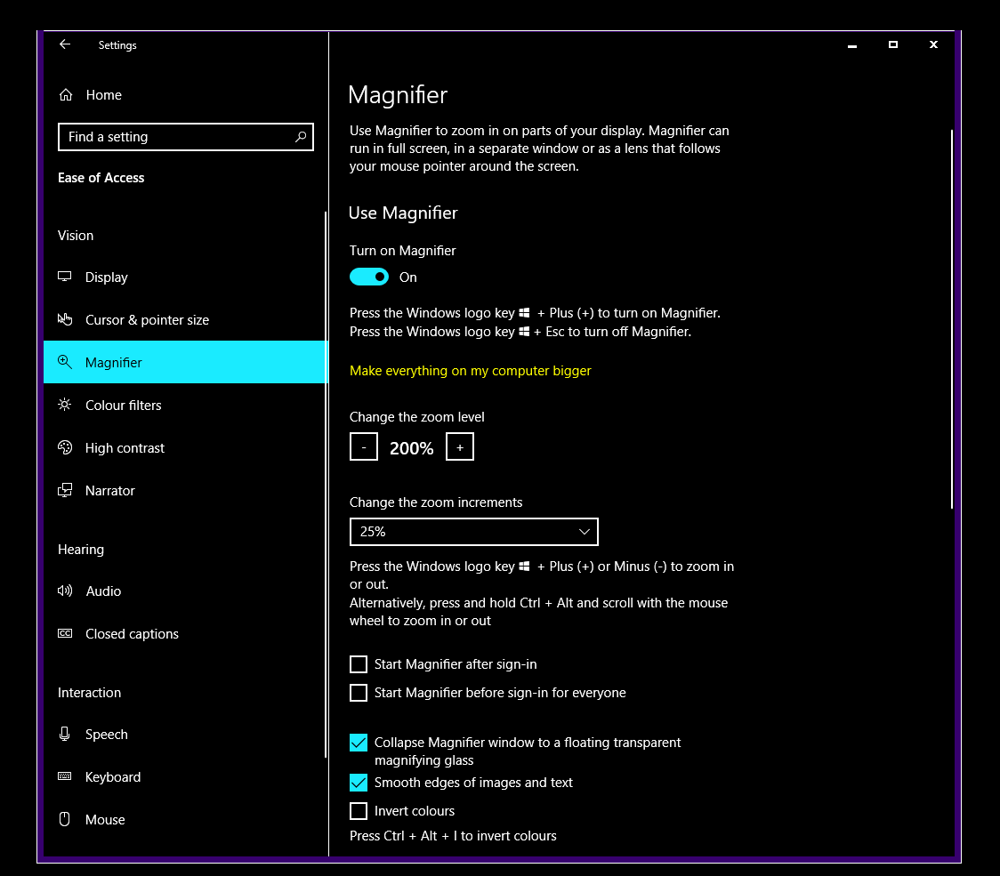 Settings
Home
Find a setting
Ease of Access
Vision
Display
Cursor & pointer size
Magnifier
Colour filters
High contrast
Narrator
Hearing
Audio
CC Closed captions
Interaction
Speech
Keyboard
Mouse
Magnifier
Use Magnifier to zoom in on parts of your display. Magnifier can
run in full screen, in a separate window or as a lens that follows
your mouse pointer around the screen.
Use Magnifier
Turn on Magnifier
On
Press the Windows logo key + Plus (+) to turn on Magnifier.
Press the Windows logo key + Esc to turn off Magnifier.
Make everything on my computer bigger
Change the zoom level
- 200% +
Change the zoom increments
25%
Press the Windows logo key + Plus (+) or Minus (-) to zoom in
or out.
Alternatively, press and hold Ctrl + Alt and scroll with the mouse
wheel to zoom in or out
Start Magnifier after sign-in
Start Magnifier before sign-in for everyone
Collapse Magnifier window to a floating transparent
magnifying glass
Smooth edges of images and text
Invert colours
Press Ctrl + Alt + I to invert colours